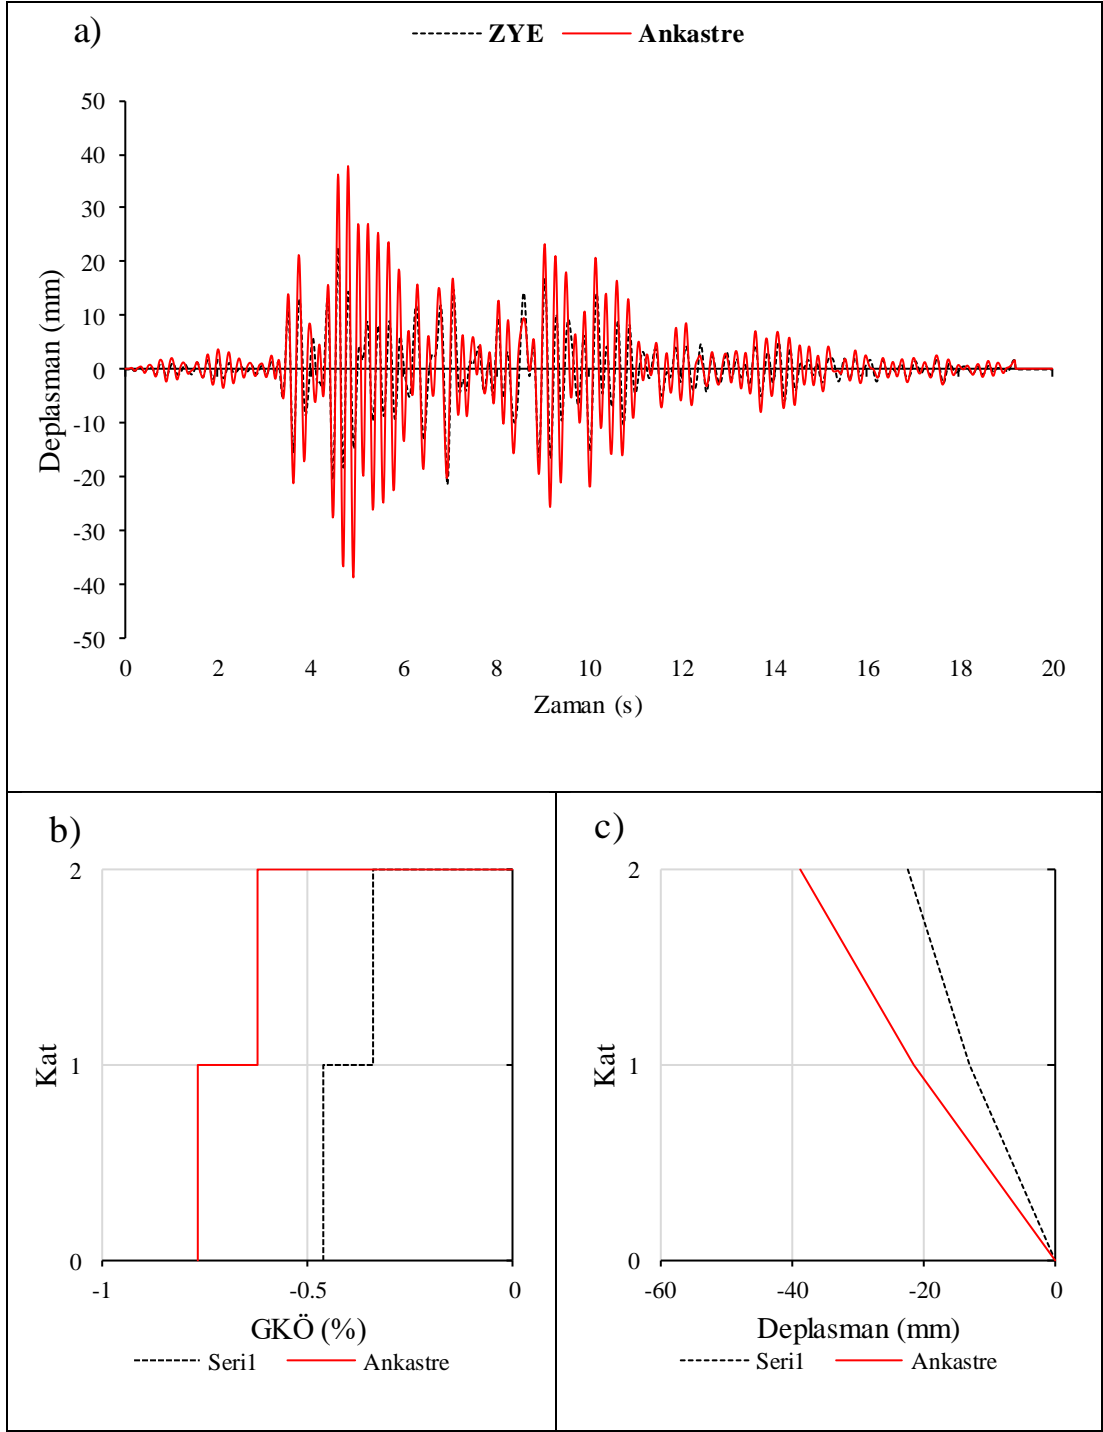 a)
ZYE Ankastre
50
40
30
20
10
0
-10
-20
-30
-40
-50
Deplasman (mm)
0 2 4 6 8 10 12 14 16 18 20
Zaman (s)
b)
2
1
0
Kat
-1 -0.5 0
GKÖ (%)
Seri1 Ankastre
c)
2
1
0
Kat
-60 -40 -20 0
Deplasman (mm)
Seri1 Ankastre